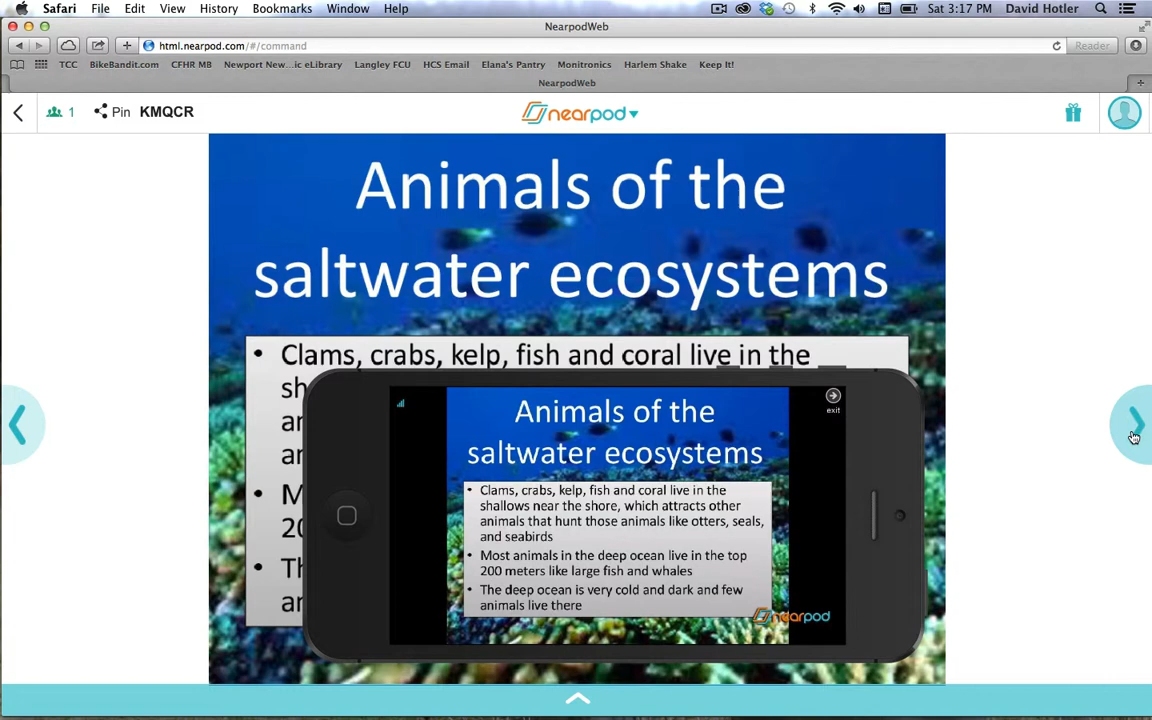 Safari File Edit View History Bookmarks Window Help Sat 3:17 PM David Hotler
NearpodWeb
html.nearpod.com/#/command Reader
TCC BikeBandit.com CFHR MB Newport New...ic eLibrary Langley FCU HCS Email Elana's Pantry Monitronics Harlem Shake Keep It!
NearpodWeb
1 Pin KMQCR nearpod
Animals of the
saltwater ecosystems
• Clams, crabs, kelp, fish and coral live in the
sh
an
an
• M
20
• Th
an
exit
Animals of the
saltwater ecosystems
• Clams, crabs, kelp, fish and coral live in the
shallows near the shore, which attracts other
animals that hunt those animals like otters, seals,
and seabirds
• Most animals in the deep ocean live in the top
200 meters like large fish and whales
• The deep ocean is very cold and dark and few
animals live there
nearpod